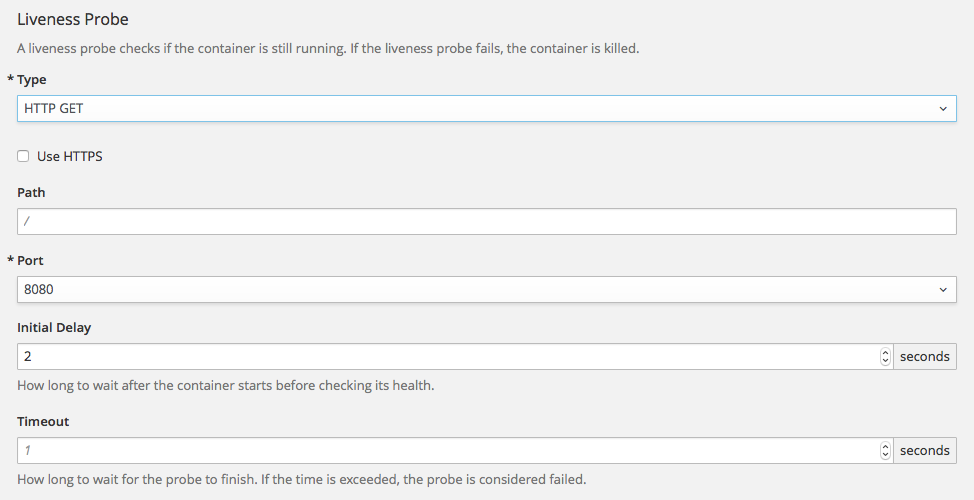 Liveness Probe
A liveness probe checks if the container is still running. If the liveness probe fails, the container is killed.
* Type
HTTP GET
Use HTTPS
Path
/
* Port
8080
Initial Delay
2 seconds
How long to wait after the container starts before checking its health.
Timeout
1 seconds
How long to wait for the probe to finish. If the time is exceeded, the probe is considered failed.